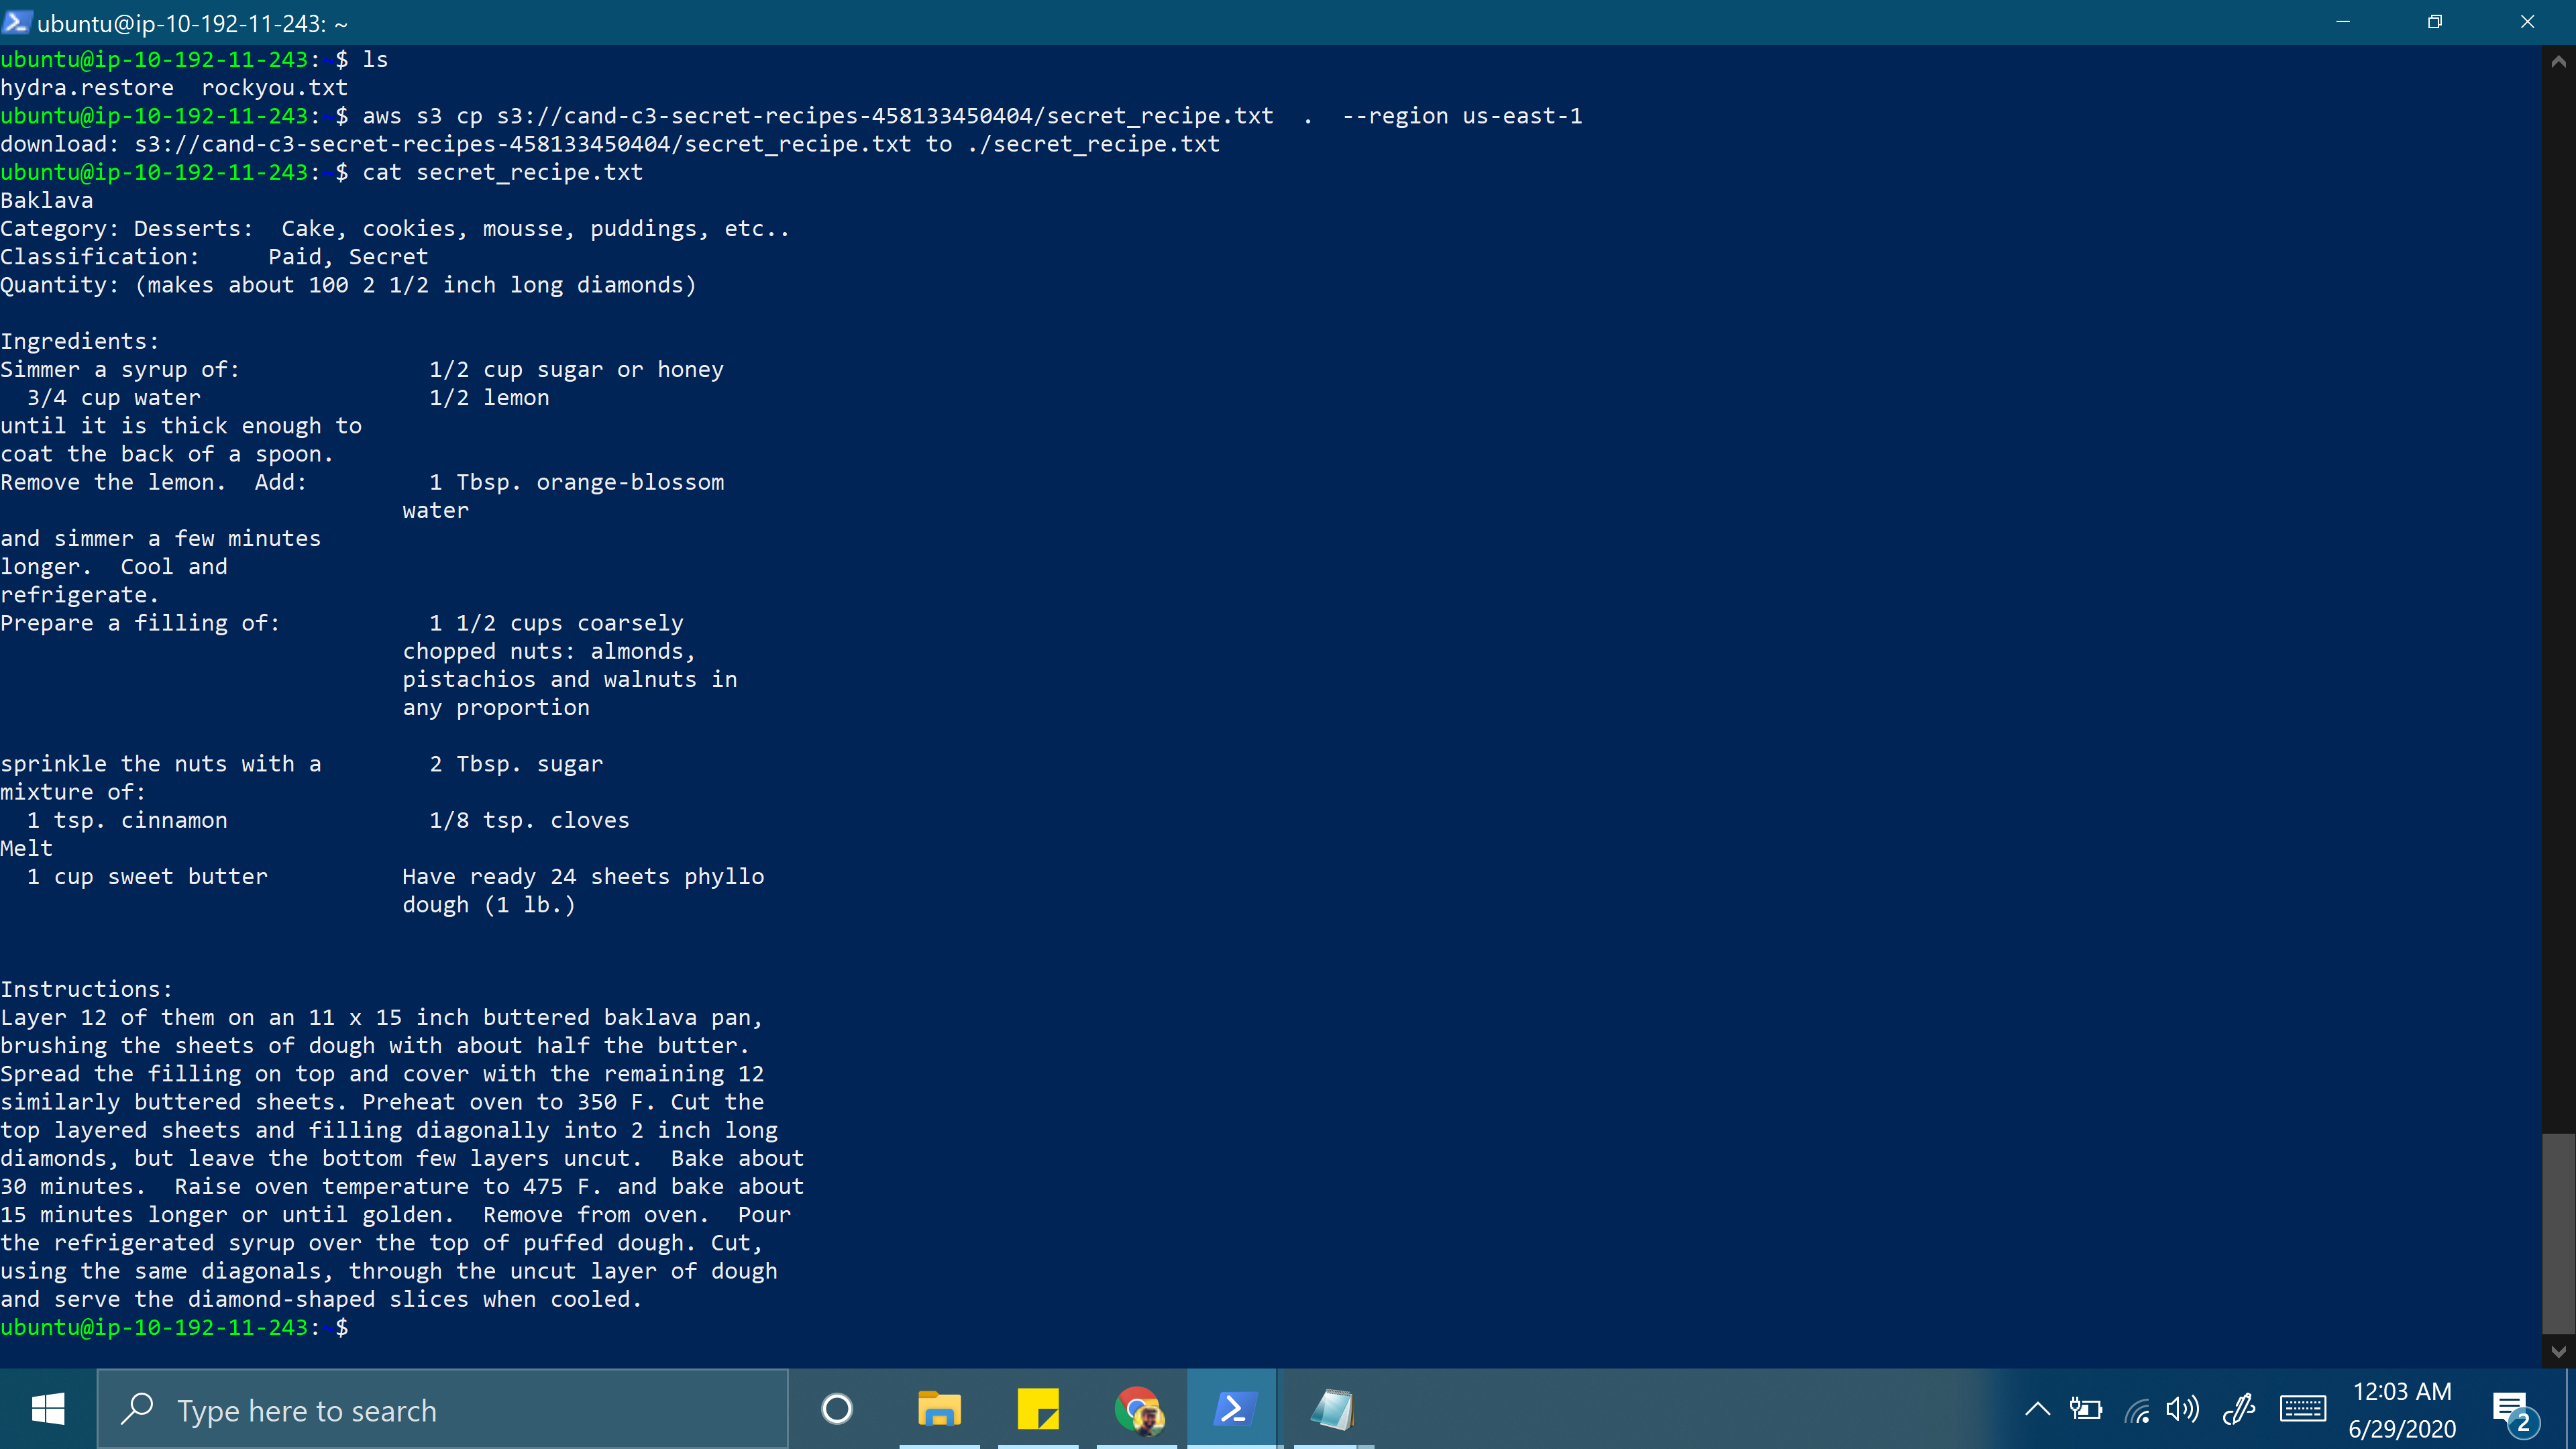 ubuntu@ip-10-192-11-243: ~
ubuntu@ip-10-192-11-243:~$ ls
hydra.restore  rockyou.txt
ubuntu@ip-10-192-11-243:~$ aws s3 cp s3://cand-c3-secret-recipes-458133450404/secret_recipe.txt  .  --region us-east-1
download: s3://cand-c3-secret-recipes-458133450404/secret_recipe.txt to ./secret_recipe.txt
ubuntu@ip-10-192-11-243:~$ cat secret_recipe.txt
Baklava
Category: Desserts:  Cake, cookies, mousse, puddings, etc..
Classification:     Paid, Secret
Quantity: (makes about 100 2 1/2 inch long diamonds)

Ingredients:
Simmer a syrup of:              1/2 cup sugar or honey
  3/4 cup water                 1/2 lemon
until it is thick enough to
coat the back of a spoon.
Remove the lemon.  Add:         1 Tbsp. orange-blossom
                              water
and simmer a few minutes
longer.  Cool and
refrigerate.
Prepare a filling of:           1 1/2 cups coarsely
                              chopped nuts: almonds,
                              pistachios and walnuts in
                              any proportion

sprinkle the nuts with a        2 Tbsp. sugar
mixture of:
  1 tsp. cinnamon               1/8 tsp. cloves
Melt
  1 cup sweet butter          Have ready 24 sheets phyllo
                              dough (1 lb.)

Instructions:
Layer 12 of them on an 11 x 15 inch buttered baklava pan,
brushing the sheets of dough with about half the butter.
Spread the filling on top and cover with the remaining 12
similarly buttered sheets. Preheat oven to 350 F. Cut the
top layered sheets and filling diagonally into 2 inch long
diamonds, but leave the bottom few layers uncut.  Bake about
30 minutes.  Raise oven temperature to 475 F. and bake about
15 minutes longer or until golden.  Remove from oven.  Pour
the refrigerated syrup over the top of puffed dough. Cut,
using the same diagonals, through the uncut layer of dough
and serve the diamond-shaped slices when cooled.
ubuntu@ip-10-192-11-243:~$
Type here to search
12:03 AM
6/29/2020
2